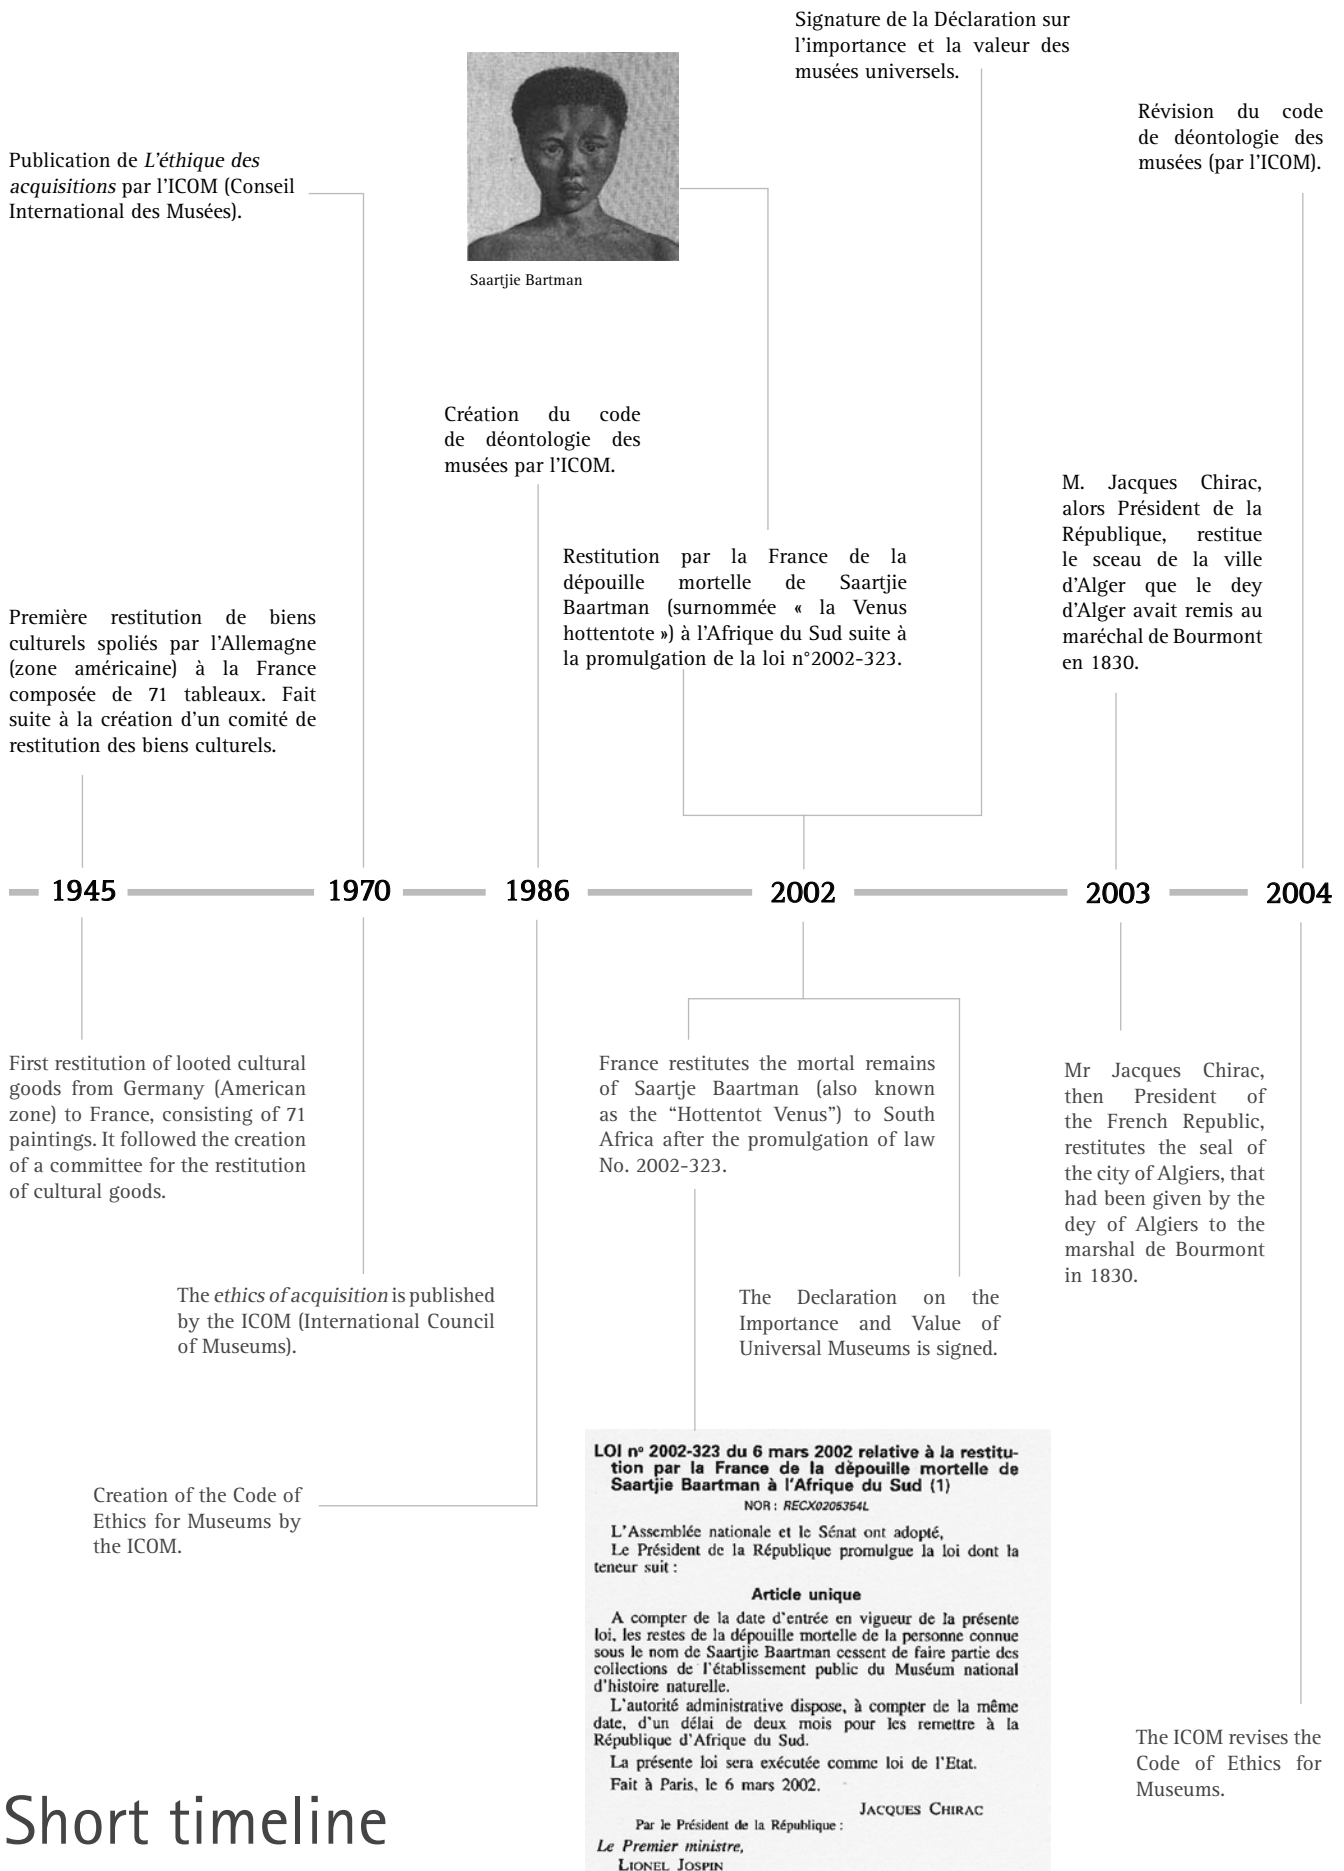 Signature de la Déclaration sur
l'importance et la valeur des
musées universels.
Révision du code
de déontologie des
musées (par l'ICOM).
Publication de L'éthique des
acquisitions par l'ICOM (Conseil
International des Musées).
Saartjie Bartman
Création du code
de déontologie des
musées par l'ICOM.
M. Jacques Chirac,
alors Président de la
République, restitue
le sceau de la ville
d'Alger que le dey
d'Alger avait remis au
maréchal de Bourmont
en 1830.
Restitution par la France de la
dépouille mortelle de Saartjie
Baartman (surnommée « la Venus
hottentote ») à l'Afrique du Sud suite à
la promulgation de la loi n°2002-323.
Première restitution de biens
culturels spoliés par l'Allemagne
(zone américaine) à la France
composée de 71 tableaux. Fait
suite à la création d'un comité de
restitution des biens culturels.
1945 1970 1986 2002 2003 2004
First restitution of looted cultural
goods from Germany (American
zone) to France, consisting of 71
paintings. It followed the creation
of a committee for the restitution
of cultural goods.
France restitutes the mortal remains
of Saartje Baartman (also known
as the “Hottentot Venus”) to South
Africa after the promulgation of law
No. 2002-323.
Mr Jacques Chirac,
then President of
the French Republic,
restitutes the seal of
the city of Algiers, that
had been given by the
dey of Algiers to the
marshal de Bourmont
in 1830.
The ethics of acquisition is published
by the ICOM (International Council
of Museums).
The Declaration on the
Importance and Value of
Universal Museums is signed.
Creation of the Code of
Ethics for Museums by
the ICOM.
LOI nº 2002-323 du 6 mars 2002 relative à la restitu-
tion par la France de la dépouille mortelle de
Saartjie Baartman à l'Afrique du Sud (1)
NOR : RECX0205354L
L'Assemblée nationale et le Sénat ont adopté,
Le Président de la République promulgue la loi dont la
teneur suit :
Article unique
A compter de la date d'entrée en vigueur de la présente
loi, les restes de la dépouille mortelle de la personne connue
sous le nom de Saartjie Baartman cessent de faire partie des
collections de l'établissement public du Muséum national
d'histoire naturelle.
L'autorité administrative dispose, à compter de la même
date, d'un délai de deux mois pour les remettre à la
République d'Afrique du Sud.
La présente loi sera exécutée comme loi de l'Etat.
Fait à Paris, le 6 mars 2002.
JACQUES CHIRAC
Par le Président de la République :
Le Premier ministre,
LIONEL JOSPIN
The ICOM revises the
Code of Ethics for
Museums.
Short timeline